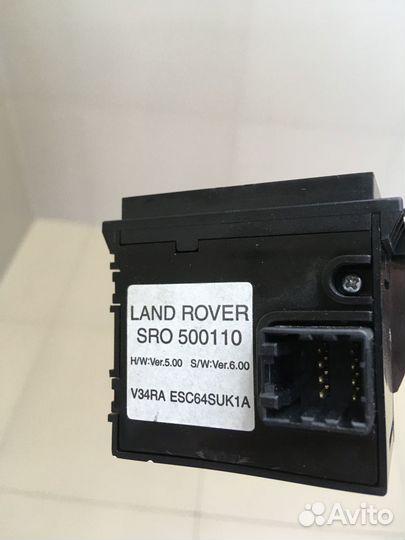 LAND ROVER
SRO 500110
H/W:Ver.5.00 S/W:Ver.6.00
V34RA ESC64SUK1A
Avito